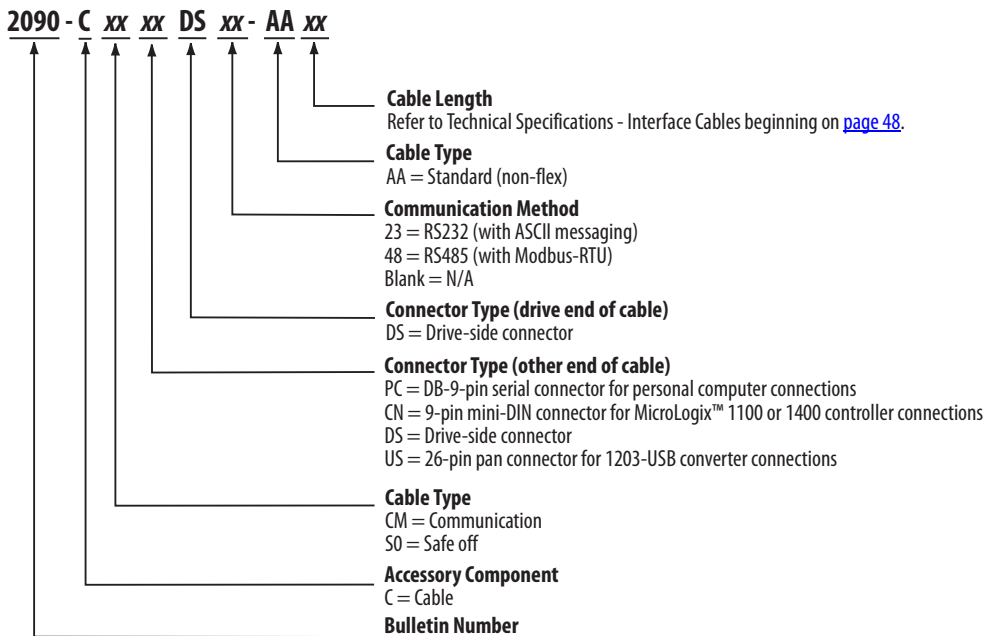 2090 - C xx xx DS xx - AA xx
Cable Length
Refer to Technical Specifications - Interface Cables beginning on page 48.
Cable Type
AA = Standard (non-flex)
Communication Method
23 = RS232 (with ASCII messaging)
48 = RS485 (with Modbus-RTU)
Blank = N/A
Connector Type (drive end of cable)
DS = Drive-side connector
Connector Type (other end of cable)
PC = DB-9-pin serial connector for personal computer connections
CN = 9-pin mini-DIN connector for MicroLogix™ 1100 or 1400 controller connections
DS = Drive-side connector
US = 26-pin pan connector for 1203-USB converter connections
Cable Type
CM = Communication
S0 = Safe off
Accessory Component
C = Cable
Bulletin Number